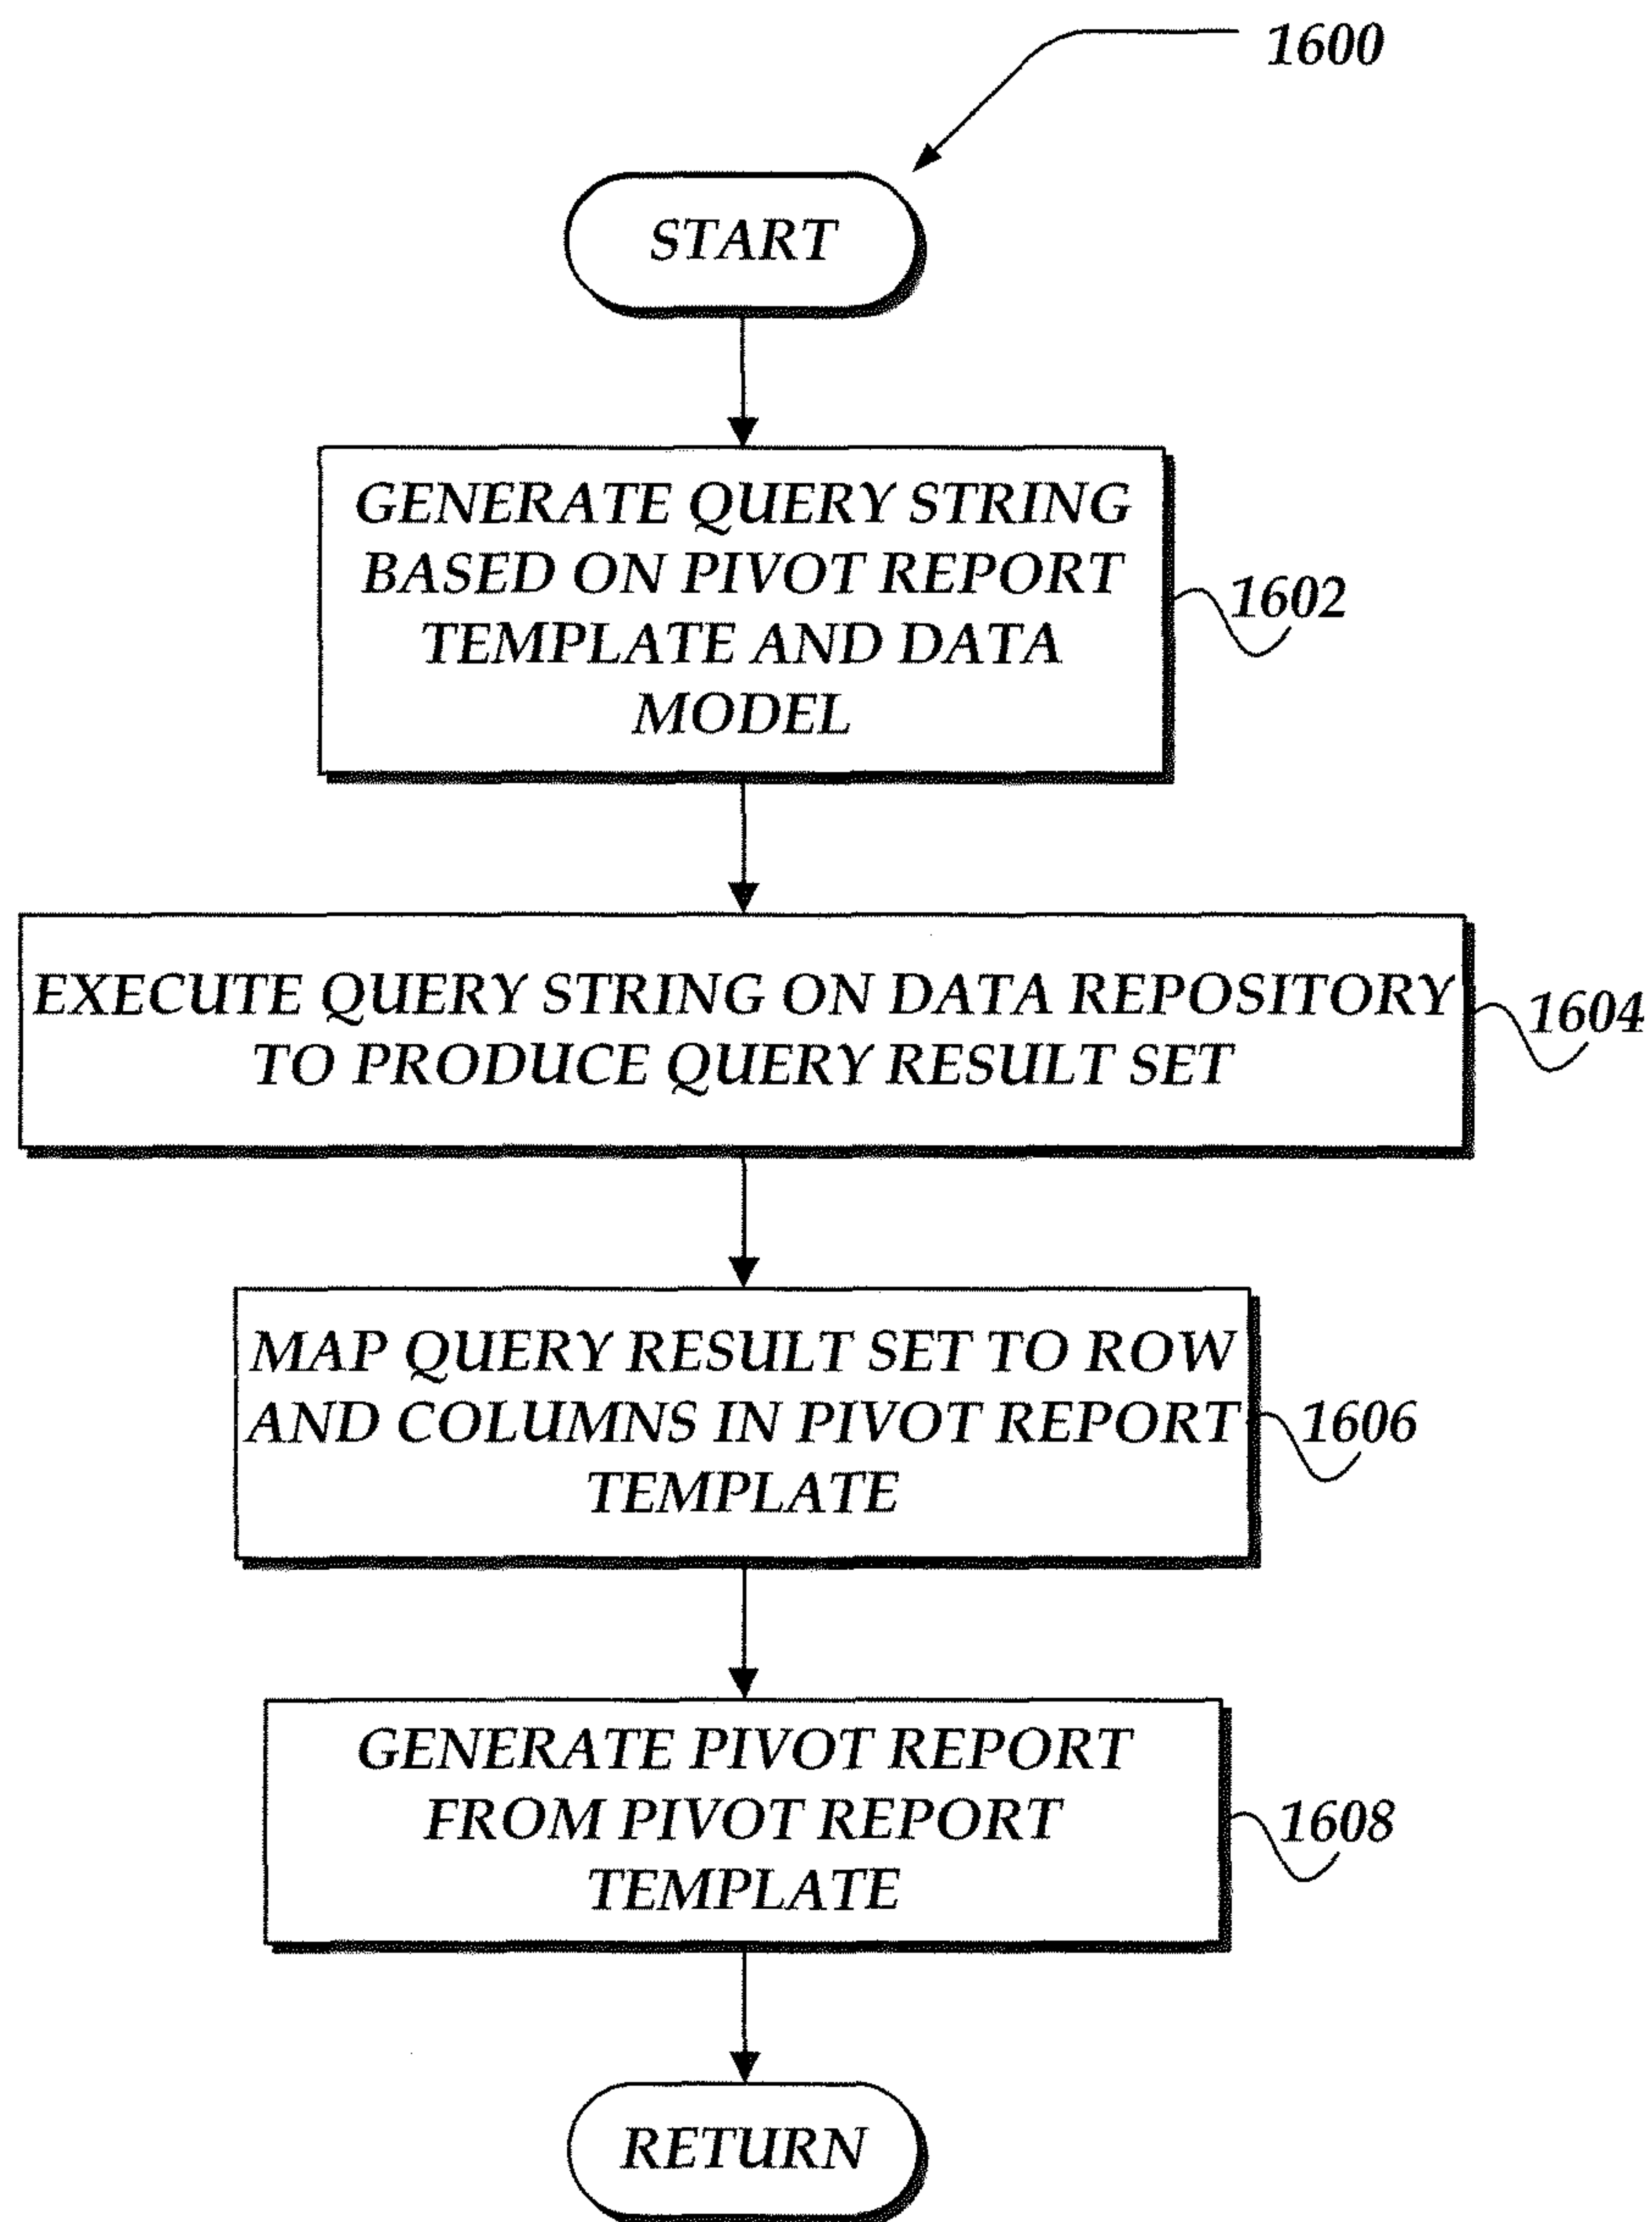 1600
START
GENERATE QUERY STRING
BASED ON PIVOT REPORT
TEMPLATE AND DATA
MODEL
1602
EXECUTE QUERY STRING ON DATA REPOSITORY
TO PRODUCE QUERY RESULT SET
1604
MAP QUERY RESULT SET TO ROW
AND COLUMNS IN PIVOT REPORT
TEMPLATE
1606
GENERATE PIVOT REPORT
FROM PIVOT REPORT
TEMPLATE
1608
RETURN